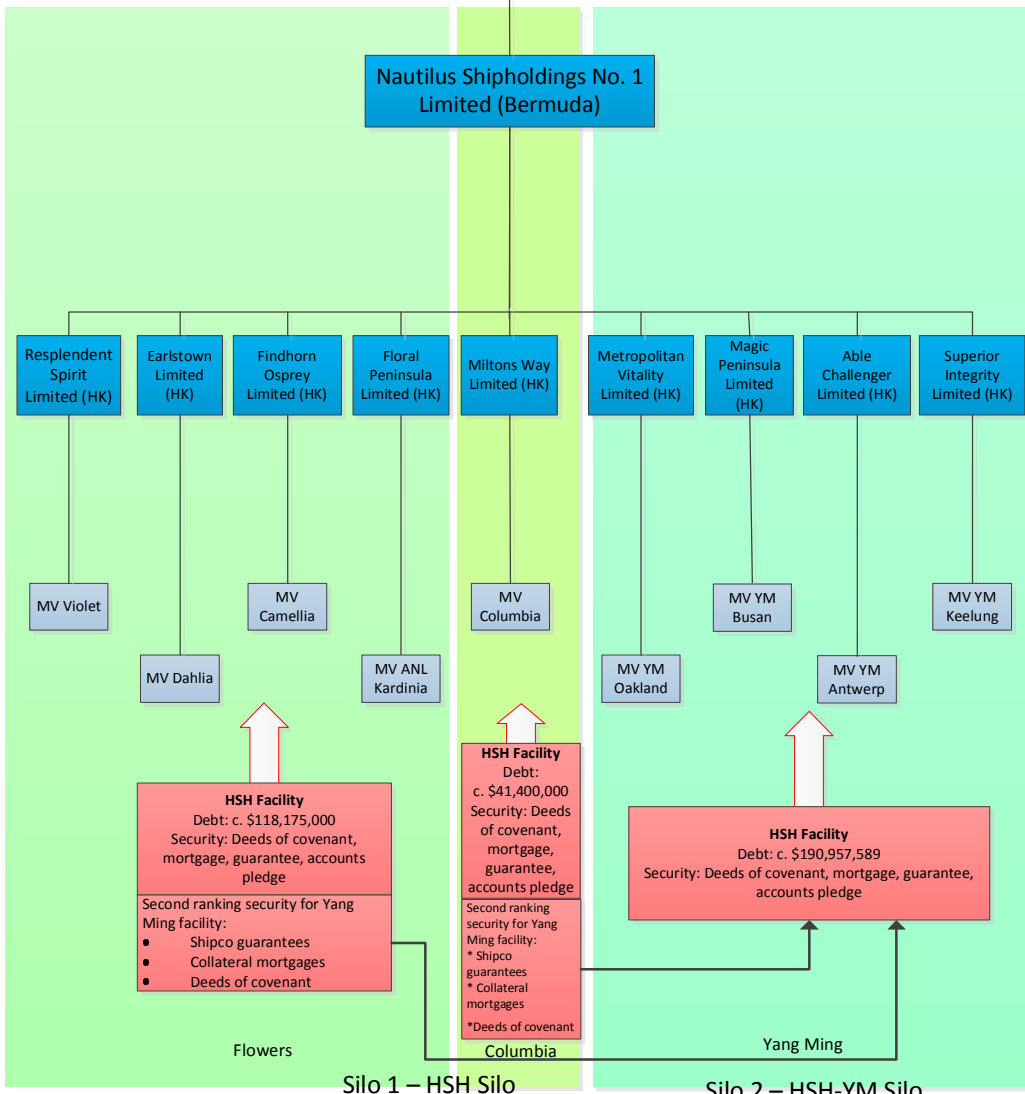 Nautilus Shipholdings No. 1
Limited (Bermuda)
Resplendent
Spirit
Limited (HK)
Earlstown
Limited
(HK)
Findhorn
Osprey
Limited (HK)
Floral
Peninsula
Limited (HK)
Miltons Way
Limited (HK)
Metropolitan
Vitality
Limited (HK)
Magic
Peninsula
Limited
(HK)
Able
Challenger
Limited (HK)
Superior
Integrity
Limited (HK)
MV Violet
MV Dahlia
MV
Camellia
MV ANL
Kardinia
MV
Columbia
MV YM
Oakland
MV YM
Busan
MV YM
Antwerp
MV YM
Keelung
HSH Facility
Debt: c. $118,175,000
Security: Deeds of covenant,
mortgage, guarantee, accounts
pledge
Second ranking security for Yang
Ming facility:
● Shipco guarantees
● Collateral mortgages
● Deeds of covenant
HSH Facility
Debt:
c. $41,400,000
Security: Deeds
of covenant,
mortgage,
guarantee,
accounts pledge
Second ranking
security for Yang
Ming facility:
* Shipco
guarantees
* Collateral
mortgages
*Deeds of covenant
HSH Facility
Debt: c. $190,957,589
Security: Deeds of covenant, mortgage, guarantee,
accounts pledge
Flowers
Columbia
Yang Ming
Silo 1 – HSH Silo
Silo 2 – HSH-YM Silo